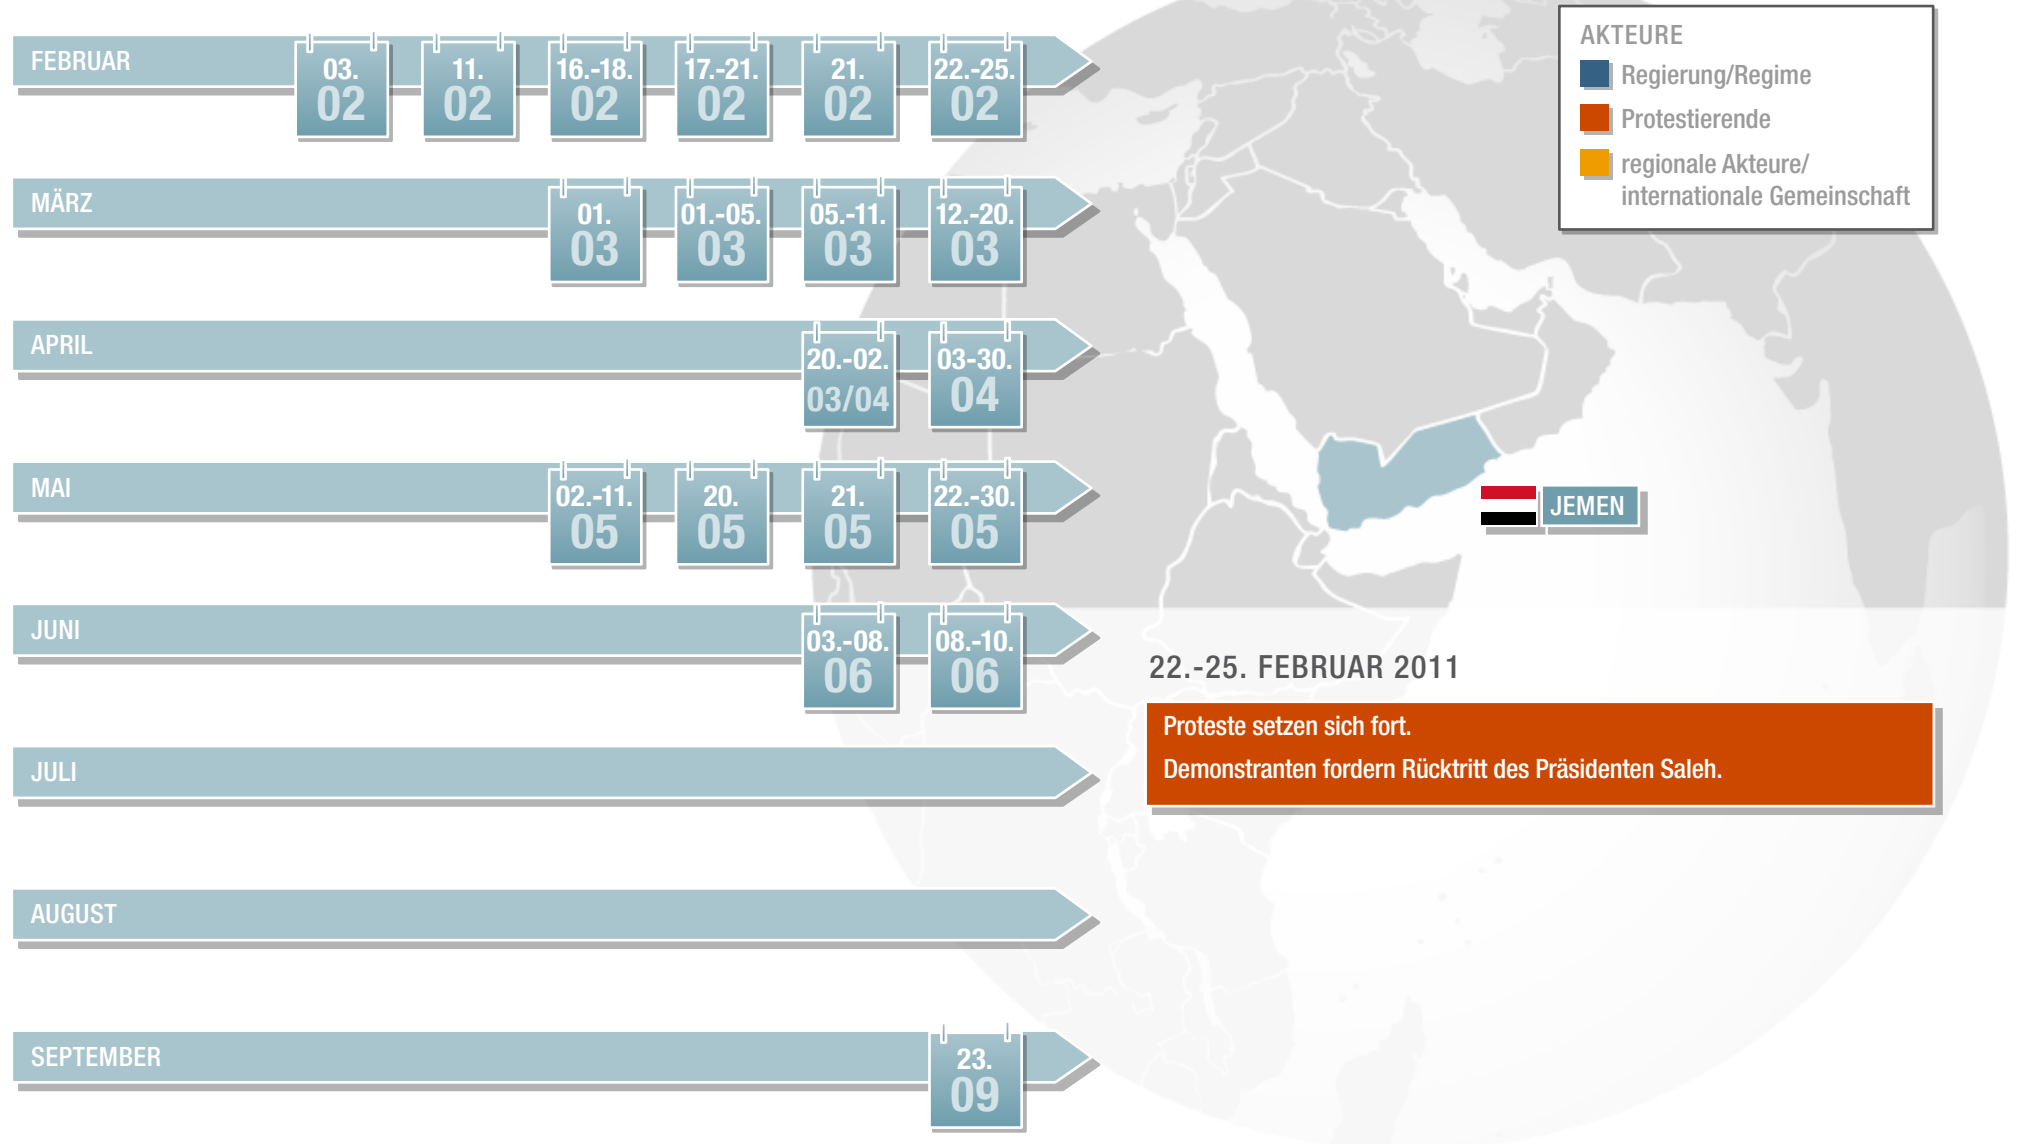 FEBRUAR
03.
02
11.
02
16.-18.
02
17.-21.
02
21.
02
22.-25.
02
MÄRZ
01.
03
01.-05.
03
05.-11.
03
12.-20.
03
APRIL
20.-02.
03/04
03-30.
04
MAI
02.-11.
05
20.
05
21.
05
22.-30.
05
JUNI
03.-08.
06
08.-10.
06
JULI
AUGUST
SEPTEMBER
23.
09
AKTEURE
Regierung/Regime
Protestierende
regionale Akteure/
internationale Gemeinschaft
JEMEN
22.-25. FEBRUAR 2011
Proteste setzen sich fort.
Demonstranten fordern Rücktritt des Präsidenten Saleh.